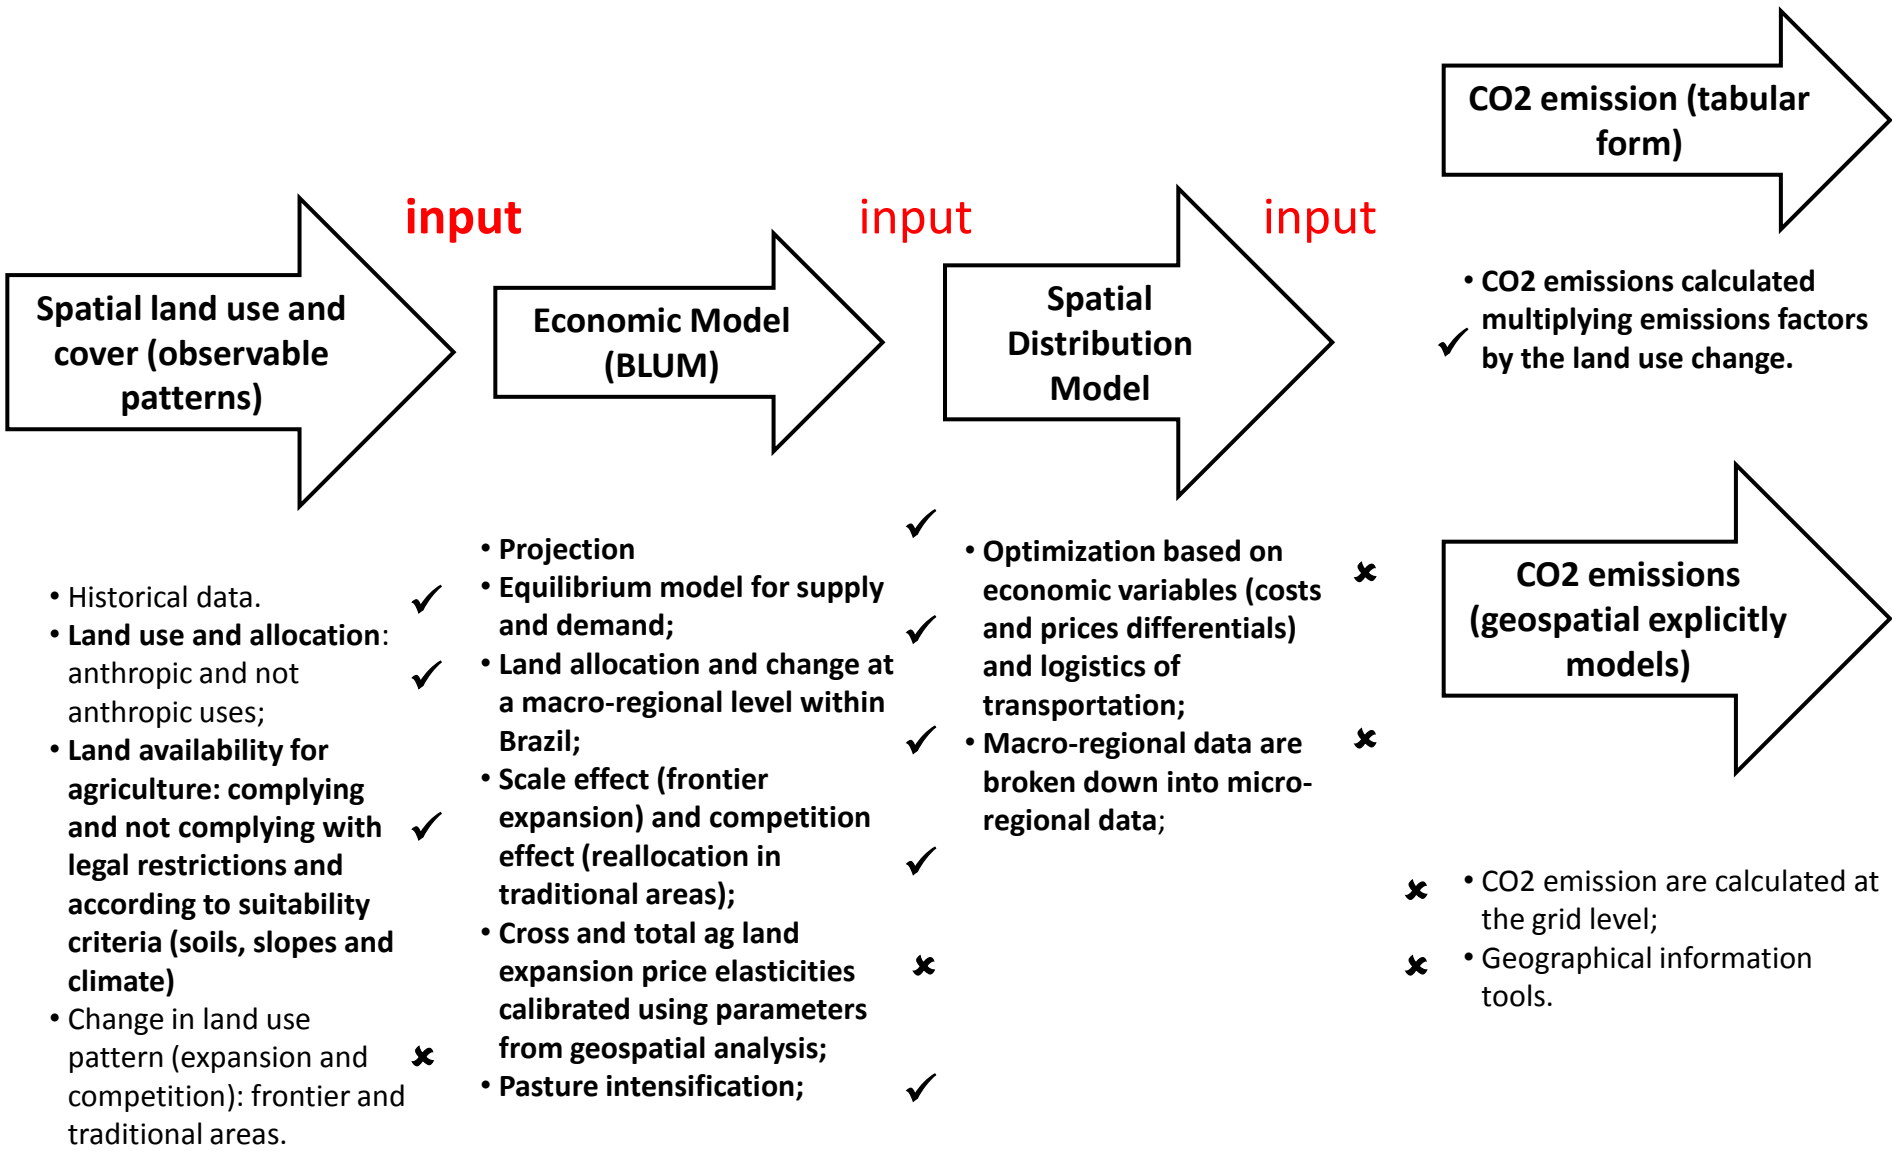 Spatial land use and
cover (observable
patterns)
• Historical data.
• Land use and allocation:
anthropic and not
anthropic uses;
• Land availability for
agriculture: complying
and not complying with
legal restrictions and
according to suitability
criteria (soils, slopes and
climate)
• Change in land use
pattern (expansion and
competition): frontier and
traditional areas.
input
✓
✓
✓
✖
Economic Model
(BLUM)
• Projection
• Equilibrium model for supply
and demand;
• Land allocation and change at
a macro-regional level within
Brazil;
• Scale effect (frontier
expansion) and competition
effect (reallocation in
traditional areas);
• Cross and total ag land
expansion price elasticities
calibrated using parameters
from geospatial analysis;
• Pasture intensification;
input
✓
✓
✓
✓
✖
✓
Spatial
Distribution
Model
• Optimization based on
economic variables (costs
and prices differentials)
and logistics of
transportation;
• Macro-regional data are
broken down into micro-
regional data;
input
✖
✖
CO2 emission (tabular
form)
• CO2 emissions calculated
multiplying emissions factors
✓ by the land use change.
CO2 emissions
(geospatial explicitly
models)
✖ • CO2 emission are calculated at
the grid level;
✖ • Geographical information
tools.